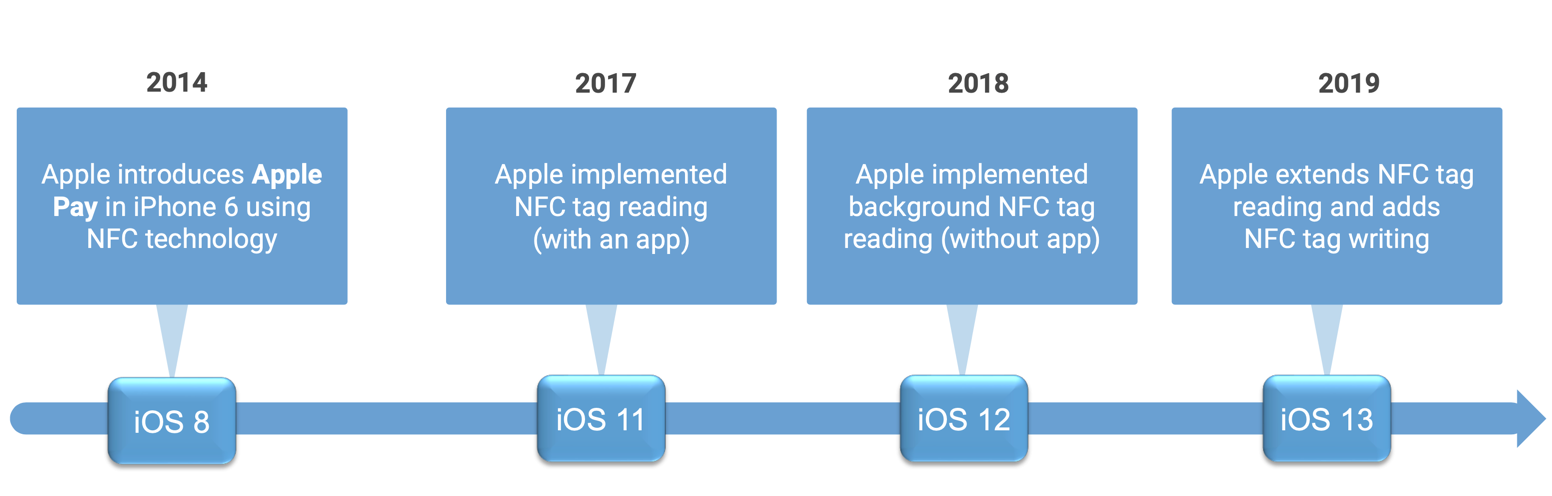 2014
Apple introduces Apple
Pay in iPhone 6 using
NFC technology
iOS 8
2017
Apple implemented
NFC tag reading
(with an app)
iOS 11
2018
Apple implemented
background NFC tag
reading (without app)
iOS 12
2019
Apple extends NFC tag
reading and adds
NFC tag writing
iOS 13